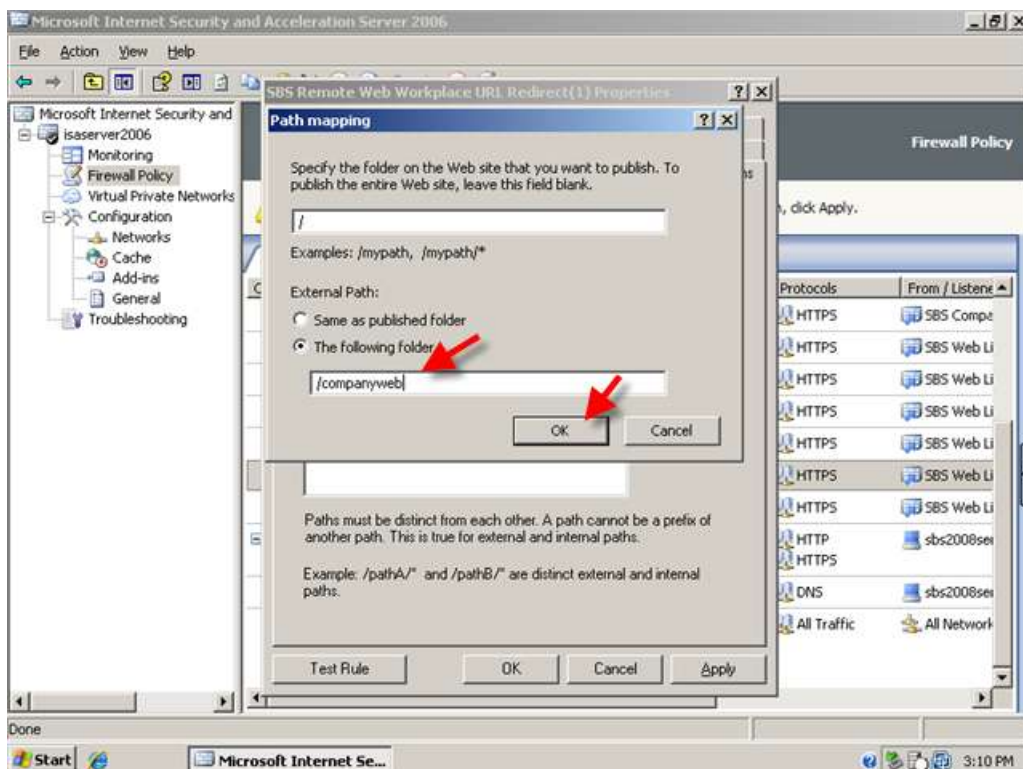 Microsoft Internet Security and Acceleration Server 2006
File Action View Help
SBS Remote Web Workplace URL Redirect(1) Properties
Path mapping
Microsoft Internet Security and
isaserver2006
Monitoring
Firewall Policy
Virtual Private Networks
Configuration
Networks
Cache
Add-ins
General
Troubleshooting
Firewall Policy
, click Apply.
Specify the folder on the Web site that you want to publish. To
publish the entire Web site, leave this field blank.
/
Examples: /mypath, /mypath/*
External Path:
Same as published folder
The following folder
/companyweb
OK Cancel
Paths must be distinct from each other. A path cannot be a prefix of
another path. This is true for external and internal paths.
Example: /pathA/* and /pathB/* are distinct external and internal
paths.
Test Rule OK Cancel Apply
Protocols From / Listene
HTTPS SBS Compa
HTTPS SBS Web Li
HTTPS SBS Web Li
HTTPS SBS Web Li
HTTPS SBS Web Li
HTTPS SBS Web Li
HTTPS SBS Web Li
HTTP sbs2008ser
HTTPS
DNS sbs2008ser
All Traffic All Network
Done
Start Microsoft Internet Se... 3:10 PM